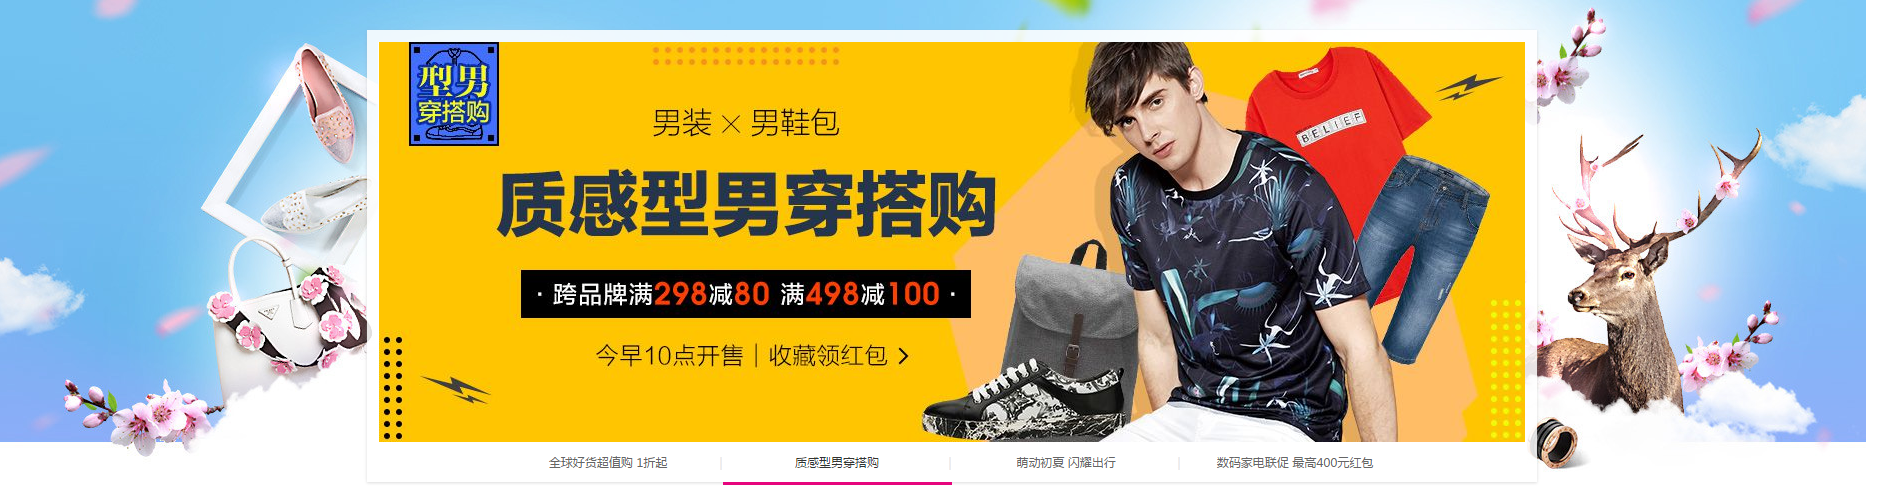 型男
穿搭购
男装×男鞋包
质感型男穿搭购
· 跨品牌满298减80 满498减100 ·
今早10点开售｜收藏领红包 >
BELIEF
全球好货超值购 1折起
质感型男穿搭购
萌动初夏 闪耀出行
数码家电联促 最高400元红包